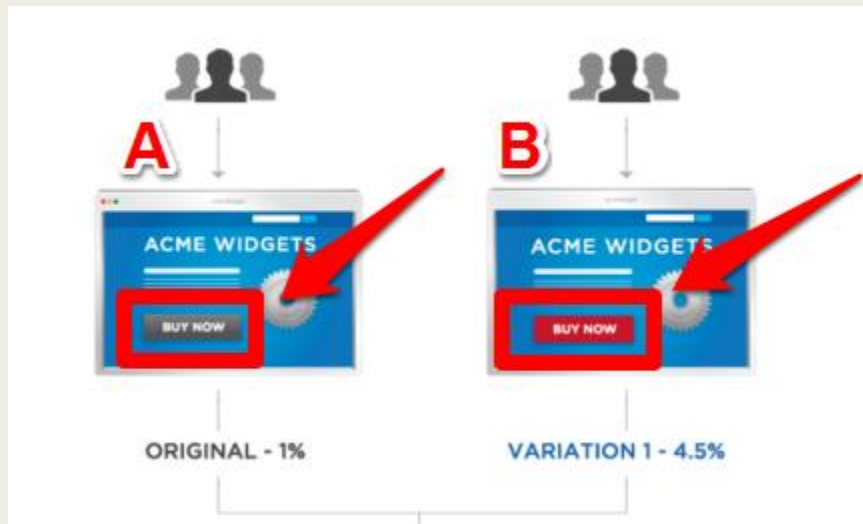 A
B
ACME WIDGETS
BUY NOW
ACME WIDGETS
BUY NOW
ORIGINAL - 1%
VARIATION 1 - 4.5%